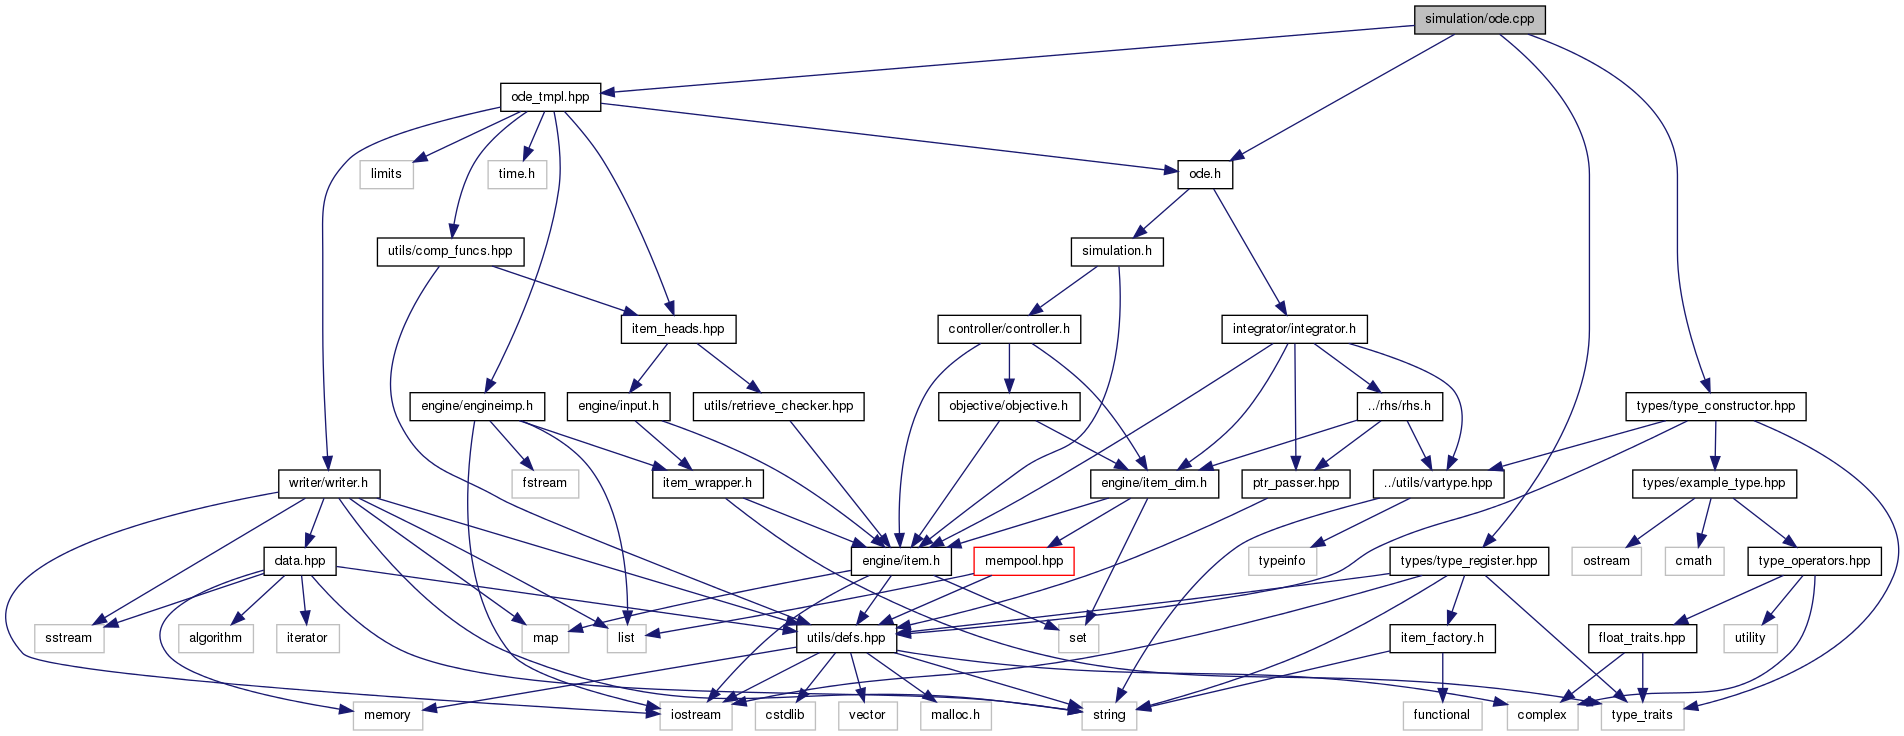 simulation/ode.cpp
ode_tmpl.hpp
limits
time.h
ode.h
utils/comp_funcs.hpp
simulation.h
item_heads.hpp
controller/controller.h
integrator/integrator.h
engine/engineimp.h
engine/input.h
utils/retrieve_checker.hpp
objective/objective.h
../rhs/rhs.h
types/type_constructor.hpp
writer/writer.h
fstream
item_wrapper.h
engine/item_dim.h
ptr_passer.hpp
../utils/vartype.hpp
types/example_type.hpp
data.hpp
engine/item.h
mempool.hpp
typeinfo
types/type_register.hpp
ostream
cmath
type_operators.hpp
sstream
algorithm
iterator
map
list
utils/defs.hpp
set
item_factory.h
float_traits.hpp
utility
memory
iostream
cstdlib
vector
malloc.h
string
functional
complex
type_traits